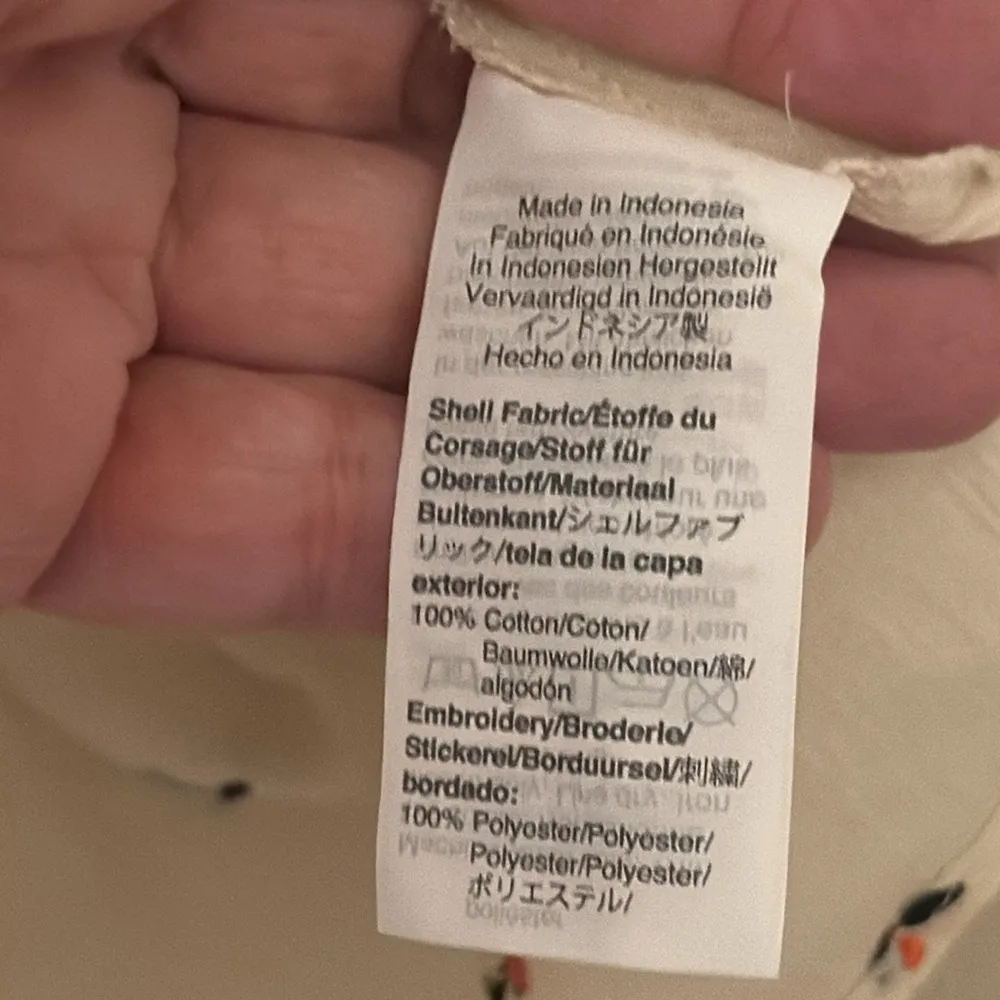 Made in Indonesia
Fabriqué en Indonésie
In Indonesien Hergestellt
Vervaardigd in Indonesië
インドネシア製
Hecho en Indonesia
Shell Fabric/Étoffe du
Corsage/Stoff für
Oberstoff/Materiaal
Buitenkant/シェルファブ
リック/tela de la capa
exterior:
100% Cotton/Coton/
Baumwolle/Katoen/綿/
algodón
Embroidery/Broderie/
Stickerei/Borduursel/刺繍/
bordado:
100% Polyester/Polyester/
Polyester/Polyester/
ポリエステル/